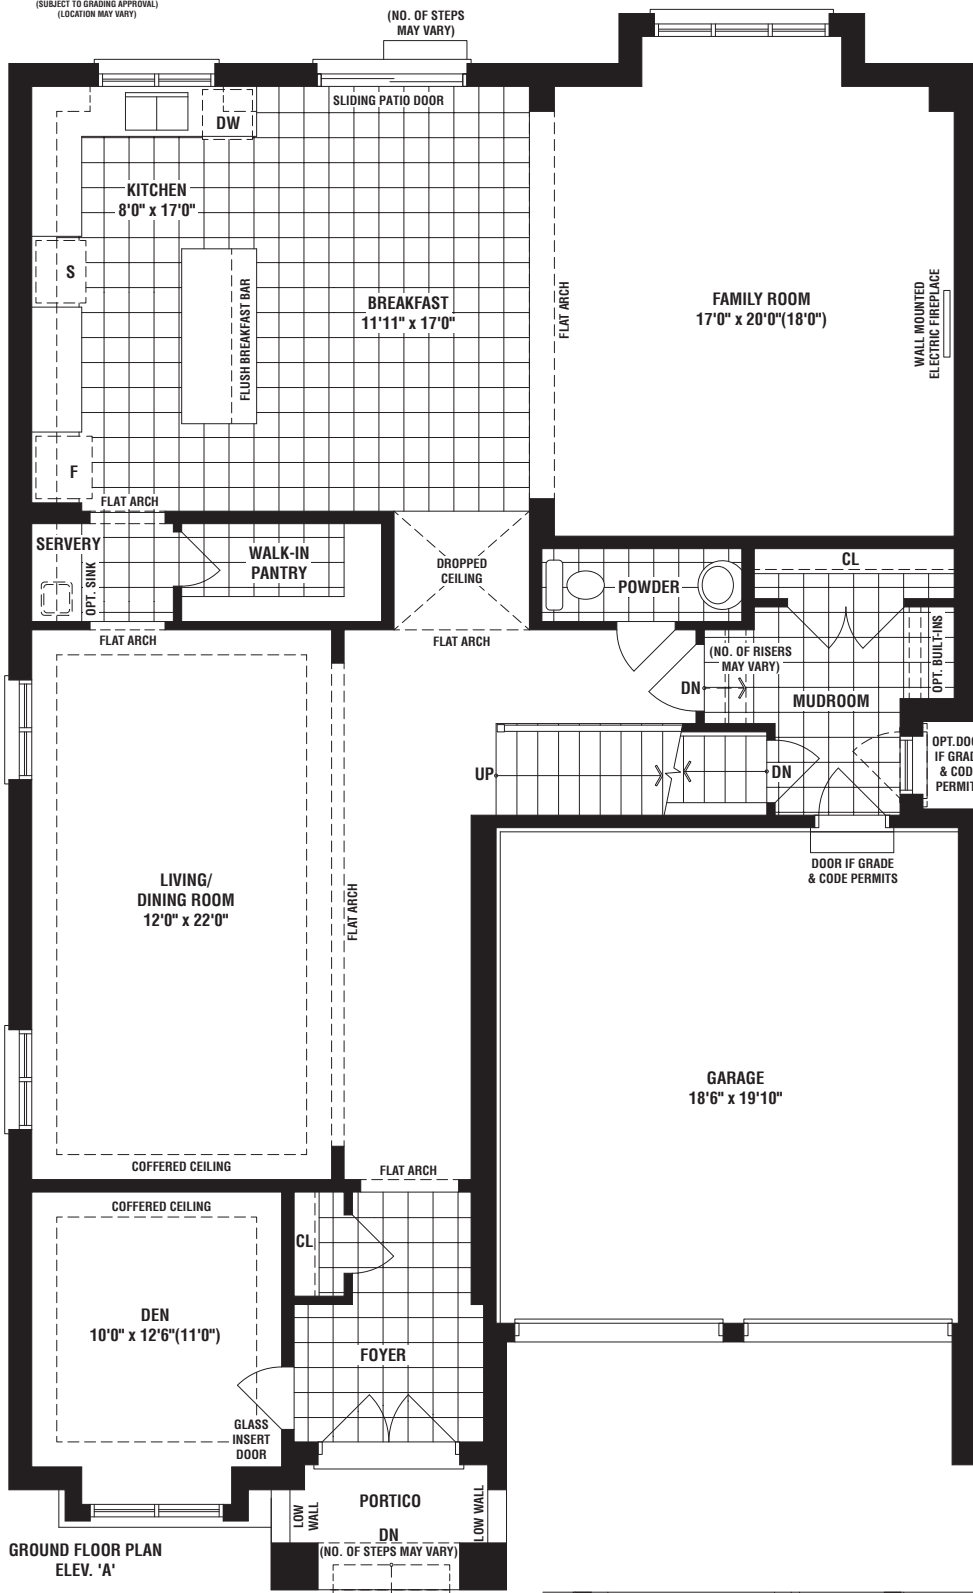 (SUBJECT TO GRADING APPROVAL)
(LOCATION MAY VARY)
(NO. OF STEPS
MAY VARY)
SLIDING PATIO DOOR
DW
KITCHEN
8'0" x 17'0"
S
FLUSH BREAKFAST BAR
BREAKFAST
11'11" x 17'0"
FLAT ARCH
FAMILY ROOM
17'0" x 20'0"(18'0")
WALL MOUNTED
ELECTRIC FIREPLACE
F
FLAT ARCH
SERVERY
OPT. SINK
WALK-IN
PANTRY
DROPPED
CEILING
POWDER
CL
FLAT ARCH
FLAT ARCH
(NO. OF RISERS
MAY VARY)
OPT. BUILT-INS
DN
MUDROOM
UP
DN
OPT.DOO
IF GRAD
& COD
PERMIT
DOOR IF GRADE
& CODE PERMITS
LIVING/
DINING ROOM
12'0" x 22'0"
FLAT ARCH
GARAGE
18'6" x 19'10"
COFFERED CEILING
FLAT ARCH
COFFERED CEILING
CL
DEN
10'0" x 12'6"(11'0")
FOYER
GLASS
INSERT
DOOR
PORTICO
LOW
WALL
LOW WALL
DN
(NO. OF STEPS MAY VARY)
GROUND FLOOR PLAN
ELEV. 'A'